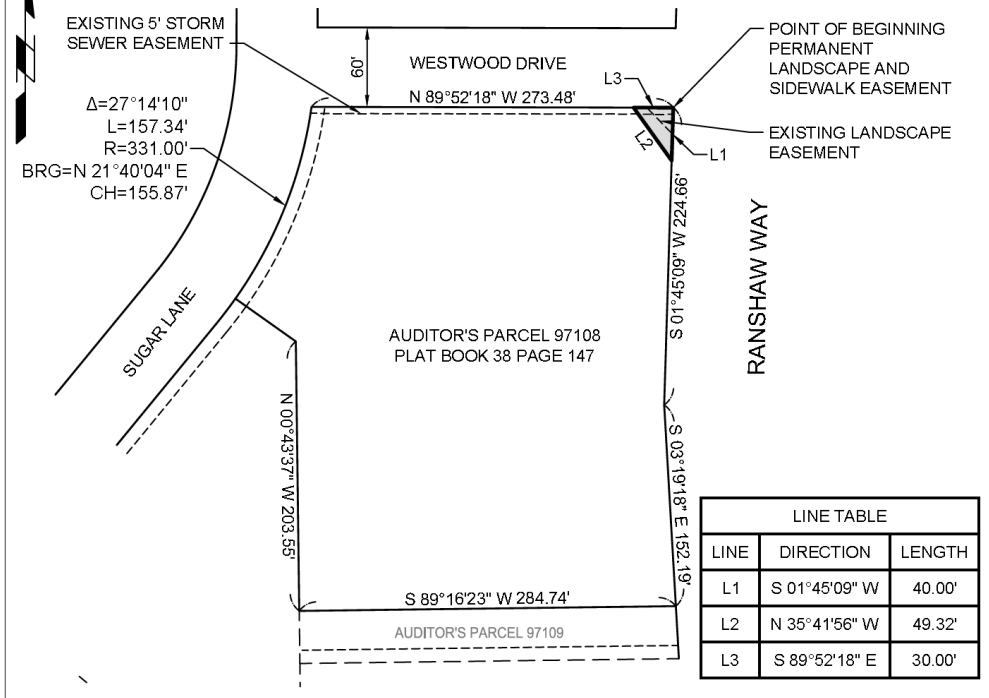 EXISTING 5' STORM
SEWER EASEMENT
60'
WESTWOOD DRIVE
N 89°52'18" W 273.48'
L3
POINT OF BEGINNING
PERMANENT
LANDSCAPE AND
SIDEWALK EASEMENT
EXISTING LANDSCAPE
EASEMENT
L1
L2
Δ=27°14'10"
L=157.34'
R=331.00'
BRG=N 21°40'04" E
CH=155.87'
SUGAR LANE
S 01°45'09" W 224.66'
RANSHAW WAY
AUDITOR'S PARCEL 97108
PLAT BOOK 38 PAGE 147
N 00°43'37" W 203.55'
S 03°19'18" E 152.19'
S 89°16'23" W 284.74'
AUDITOR'S PARCEL 97109
LINE TABLE
LINE DIRECTION LENGTH
L1 S 01°45'09" W 40.00'
L2 N 35°41'56" W 49.32'
L3 S 89°52'18" E 30.00'